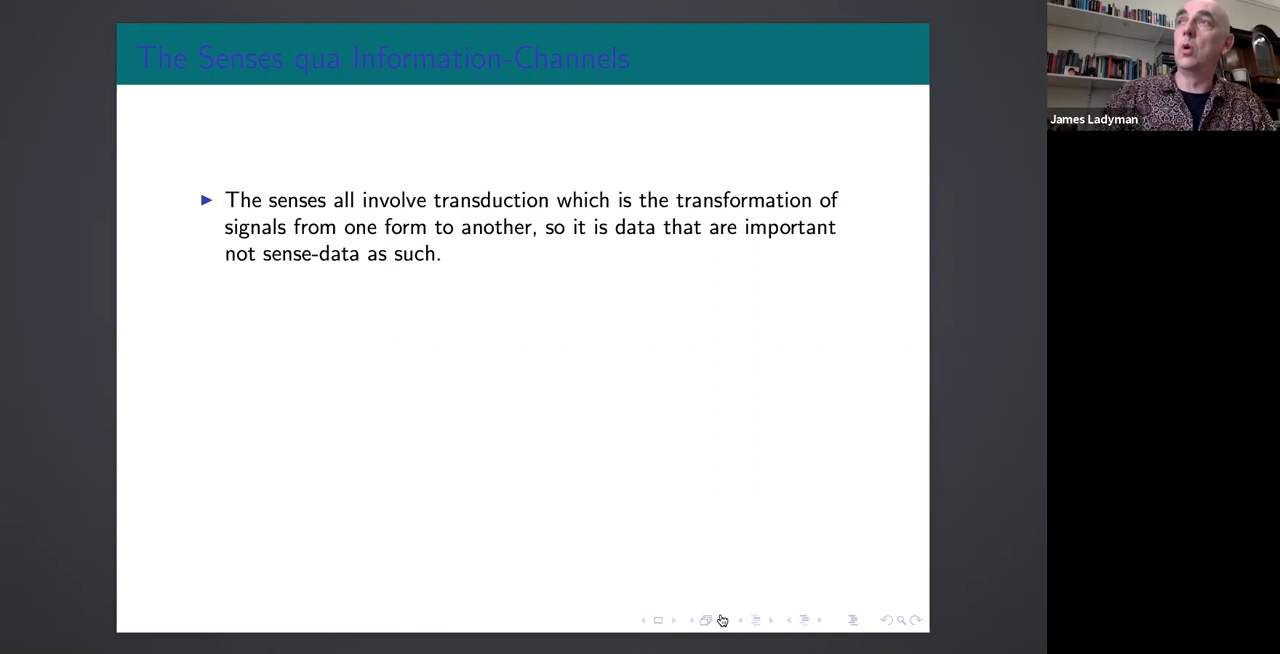 The Senses qua Information-Channels
The senses all involve transduction which is the transformation of
signals from one form to another, so it is data that are important
not sense-data as such.
James Ladyman